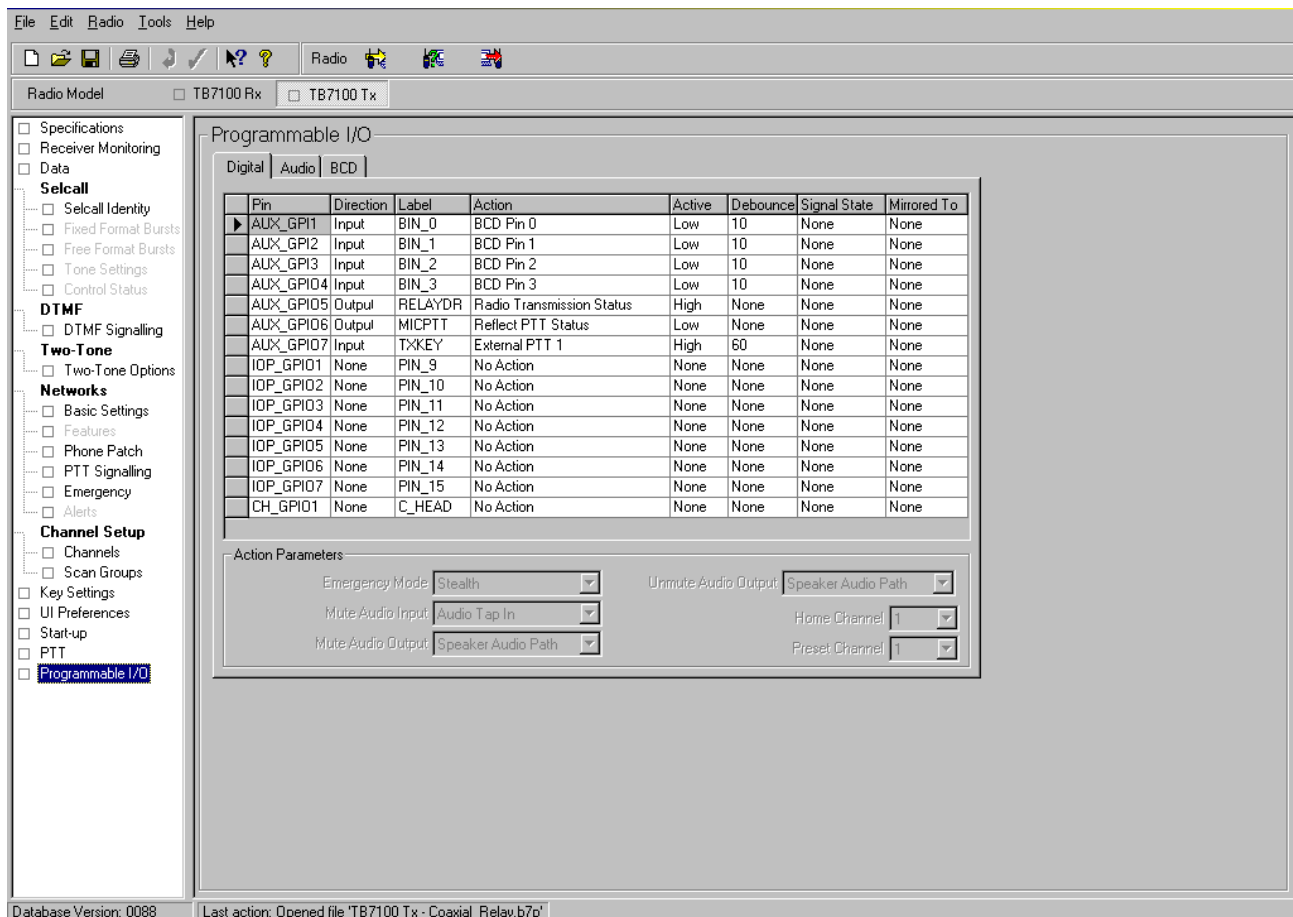 File Edit Radio Tools Help
Radio
Radio Model TB7100 Rx TB7100 Tx
Specifications
Receiver Monitoring
Data
Selcall
Selcall Identity
Fixed Format Bursts
Free Format Bursts
Tone Settings
Control Status
DTMF
DTMF Signalling
Two-Tone
Two-Tone Options
Networks
Basic Settings
Features
Phone Patch
PTT Signalling
Emergency
Alerts
Channel Setup
Channels
Scan Groups
Key Settings
UI Preferences
Start-up
PTT
Programmable I/O
Programmable I/O
Digital Audio BCD
Pin Direction Label Action Active Debounce Signal State Mirrored To
AUX_GPI1 Input BIN_0 BCD Pin 0 Low 10 None None
AUX_GPI2 Input BIN_1 BCD Pin 1 Low 10 None None
AUX_GPI3 Input BIN_2 BCD Pin 2 Low 10 None None
AUX_GPIO4 Input BIN_3 BCD Pin 3 Low 10 None None
AUX_GPIO5 Output RELAYDR Radio Transmission Status High None None None
AUX_GPIO6 Output MICPTT Reflect PTT Status Low None None None
AUX_GPIO7 Input TXKEY External PTT 1 High 60 None None
IOP_GPIO1 None PIN_9 No Action None None None None
IOP_GPIO2 None PIN_10 No Action None None None None
IOP_GPIO3 None PIN_11 No Action None None None None
IOP_GPIO4 None PIN_12 No Action None None None None
IOP_GPIO5 None PIN_13 No Action None None None None
IOP_GPIO6 None PIN_14 No Action None None None None
IOP_GPIO7 None PIN_15 No Action None None None None
CH_GPIO1 None C_HEAD No Action None None None None
Action Parameters
Emergency Mode Stealth Unmute Audio Output Speaker Audio Path
Mute Audio Input Audio Tap In Home Channel 1
Mute Audio Output Speaker Audio Path Preset Channel 1
Database Version: 0088 Last action: Opened file 'TB7100 Tx - Coaxial_Relay.b7p'